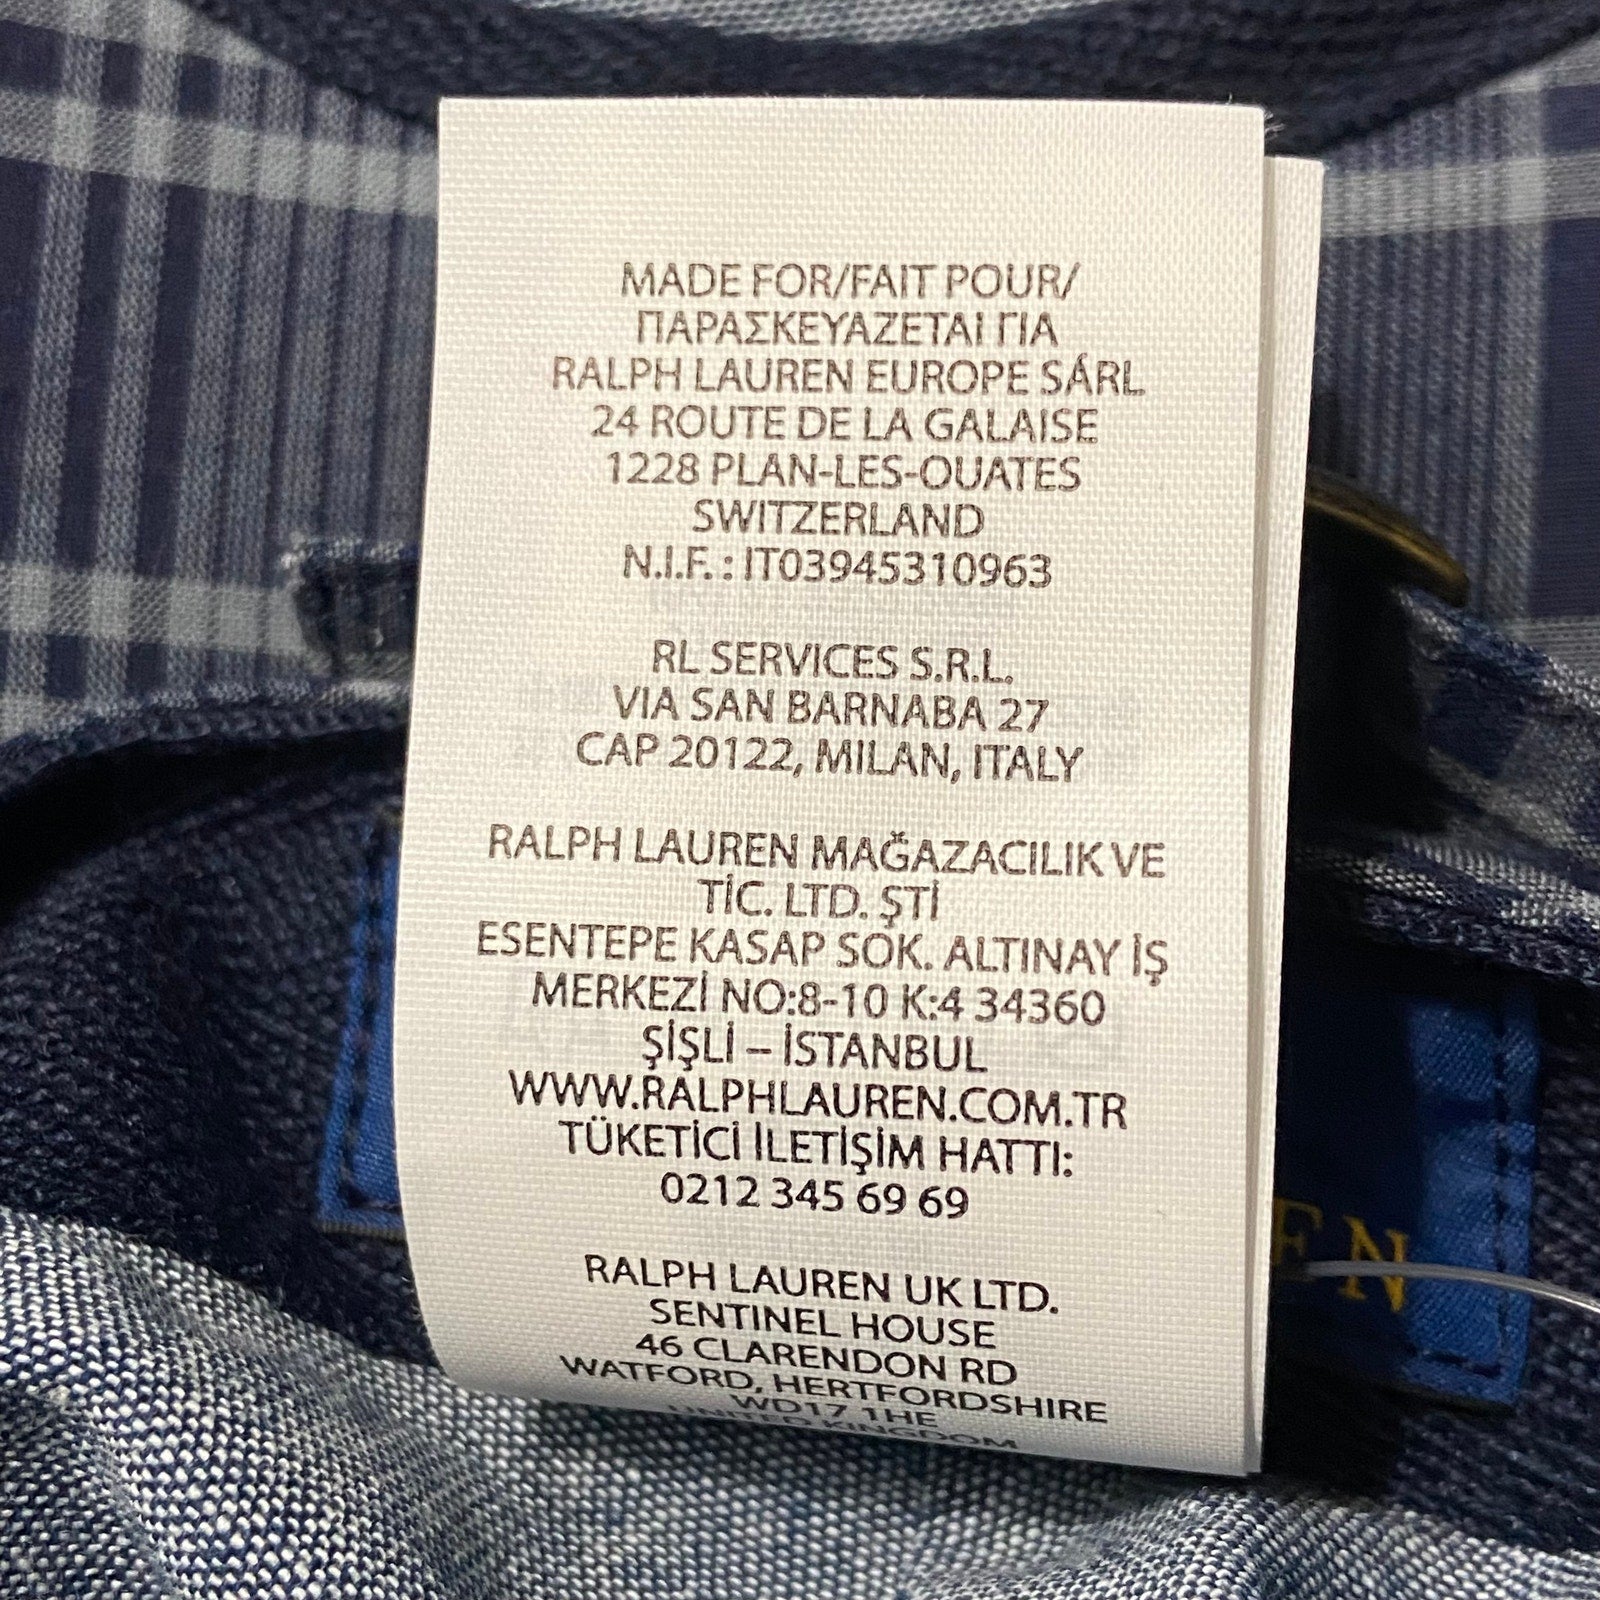 MADE FOR/FAIT POUR/
ΠΑΡΑΣΚΕΥΑΖΕΤΑΙ ΓΙΑ
RALPH LAUREN EUROPE SÁRL
24 ROUTE DE LA GALAISE
1228 PLAN-LES-OUATES
SWITZERLAND
N.I.F. : IT03945310963
RL SERVICES S.R.L.
VIA SAN BARNABA 27
CAP 20122, MILAN, ITALY
RALPH LAUREN MAĞAZACILIK VE
TİC. LTD. ŞTİ
ESENTEPE KASAP SOK. ALTINAY İŞ
MERKEZİ NO:8-10 K:4 34360
ŞİŞLİ – İSTANBUL
WWW.RALPHLAUREN.COM.TR
TÜKETİCİ İLETİŞİM HATTI:
0212 345 69 69
RALPH LAUREN UK LTD.
SENTINEL HOUSE
46 CLARENDON RD
WATFORD, HERTFORDSHIRE
WD17 1HE
UNITED KINGDOM